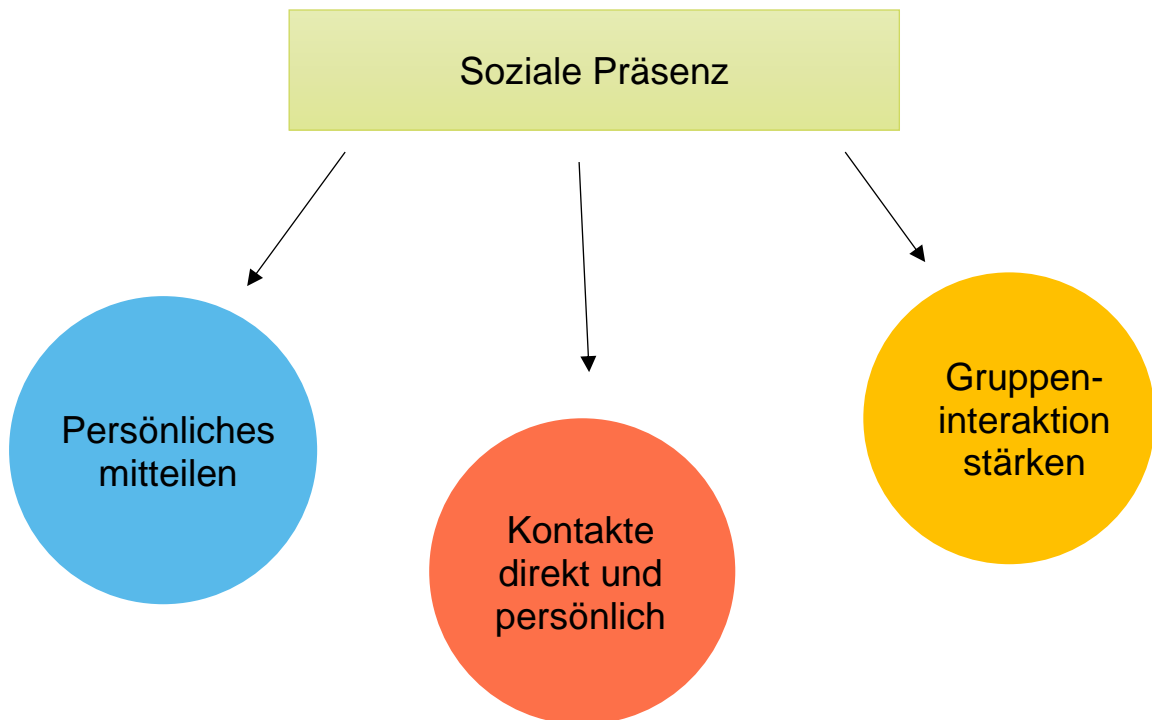 Soziale Präsenz
Persönliches
mitteilen
Kontakte
direkt und
persönlich
Gruppen-
interaktion
stärken